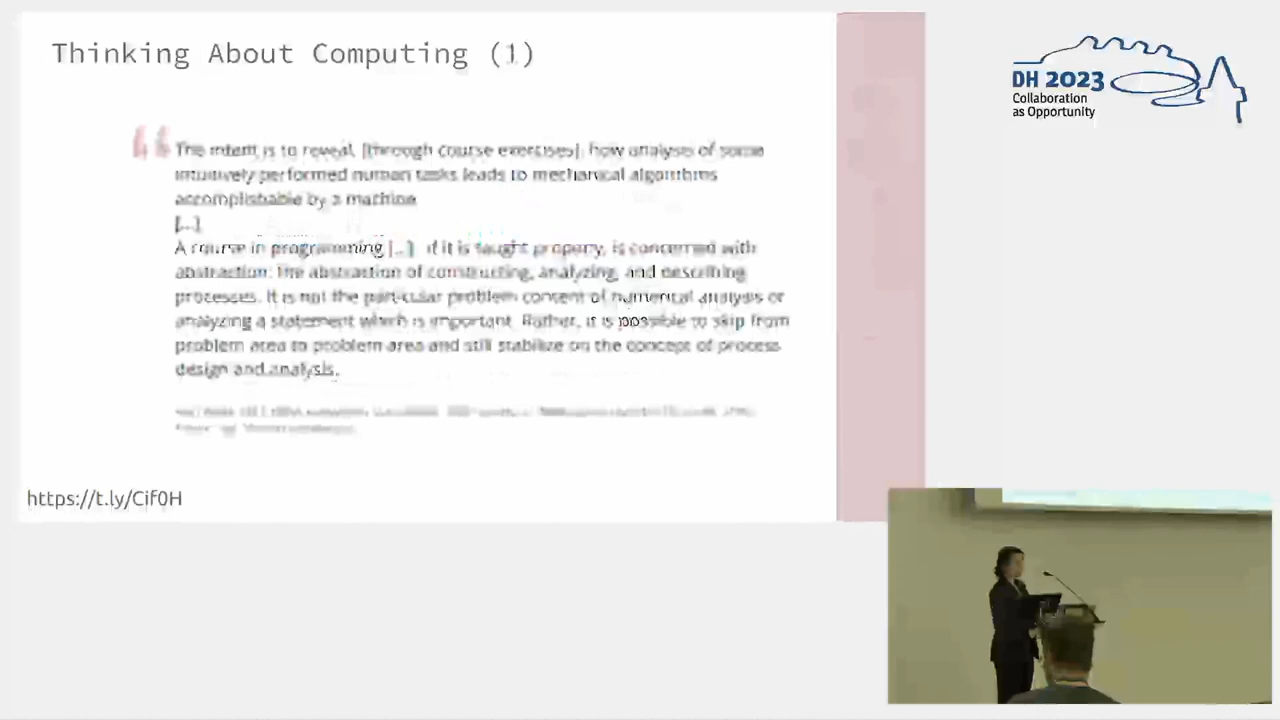 Thinking About Computing (1)
DH 2023
Collaboration
as Opportunity
The intent is to reveal, [through course exercises], how analysis of some
intuitively performed human tasks leads to mechanical algorithms
accomplishable by a machine
[...]
A course in programming [...] if it is taught properly, is concerned with
abstraction: the abstraction of constructing, analyzing, and describing
processes. It is not the particular problem content of numerical analysis or
analyzing a statement which is important. Rather, it is possible to skip from
problem area to problem area and still stabilize on the concept of process
design and analysis.
https://t.ly/Cif0H